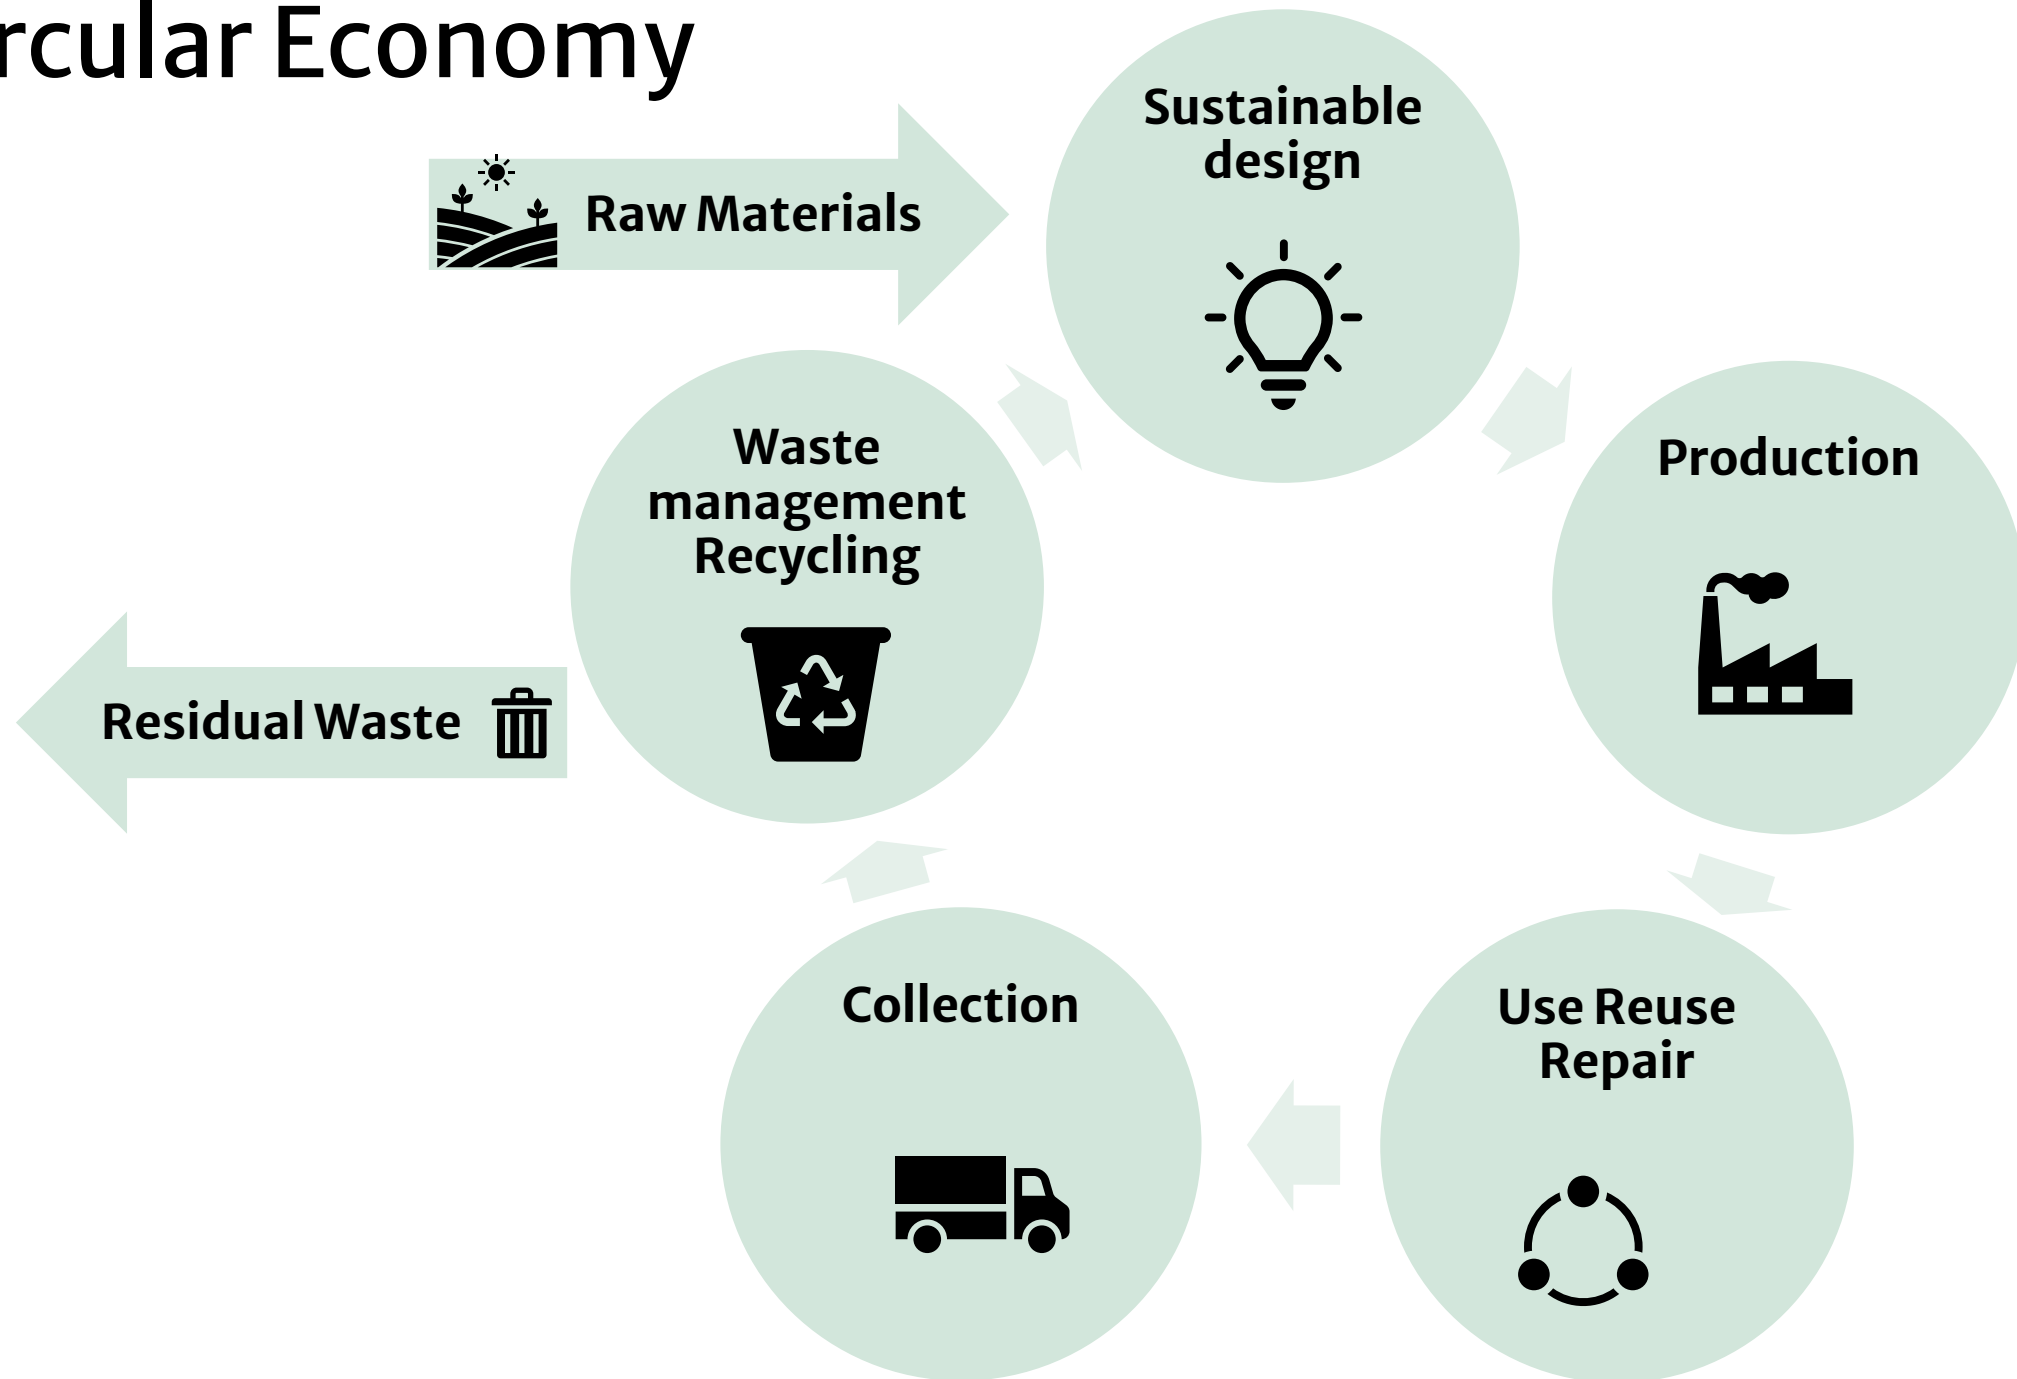 rcular Economy
Raw Materials
Sustainable
design
Production
Use Reuse
Repair
Collection
Waste
management
Recycling
Residual Waste